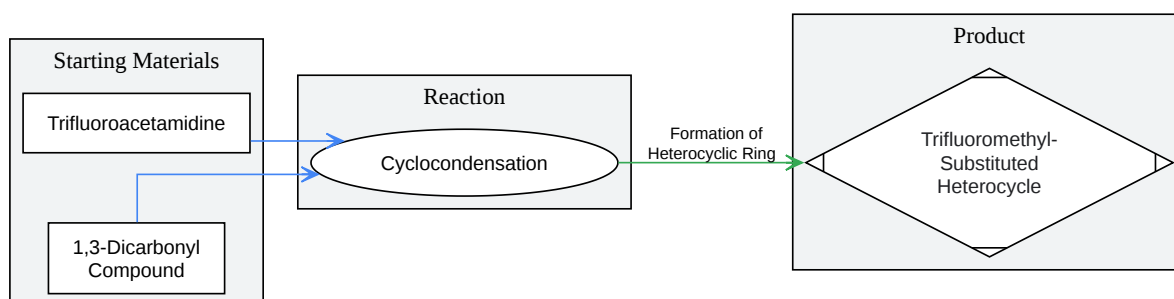 Starting Materials
Trifluoroacetamidine
1,3-Dicarbonyl
Compound
Reaction
Cyclocondensation
Formation of
Heterocyclic Ring
Product
Trifluoromethyl-
Substituted
Heterocycle